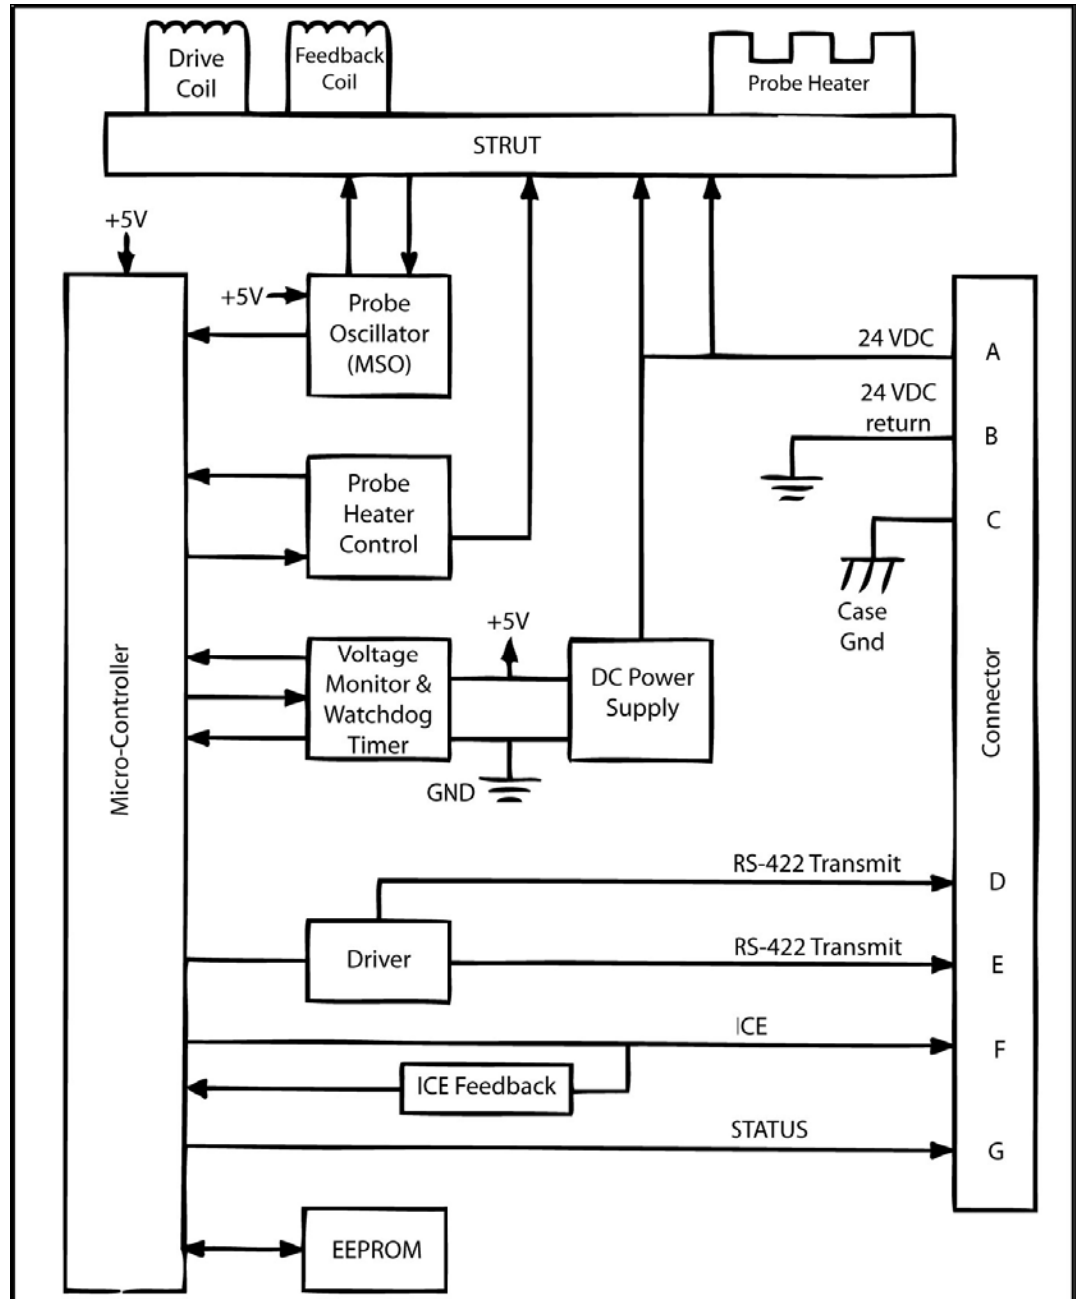 Drive
Coil
Feedback
Coil
Probe Heater
STRUT
+5V
+5V
Probe
Oscillator
(MSO)
24 VDC
A
24 VDC
return
B
Probe
Heater
Control
C
Case
Gnd
Micro-Controller
+5V
Voltage
Monitor &
Watchdog
Timer
DC Power
Supply
GND
Connector
RS-422 Transmit
D
Driver
RS-422 Transmit
E
ICE
F
ICE Feedback
STATUS
G
EEPROM